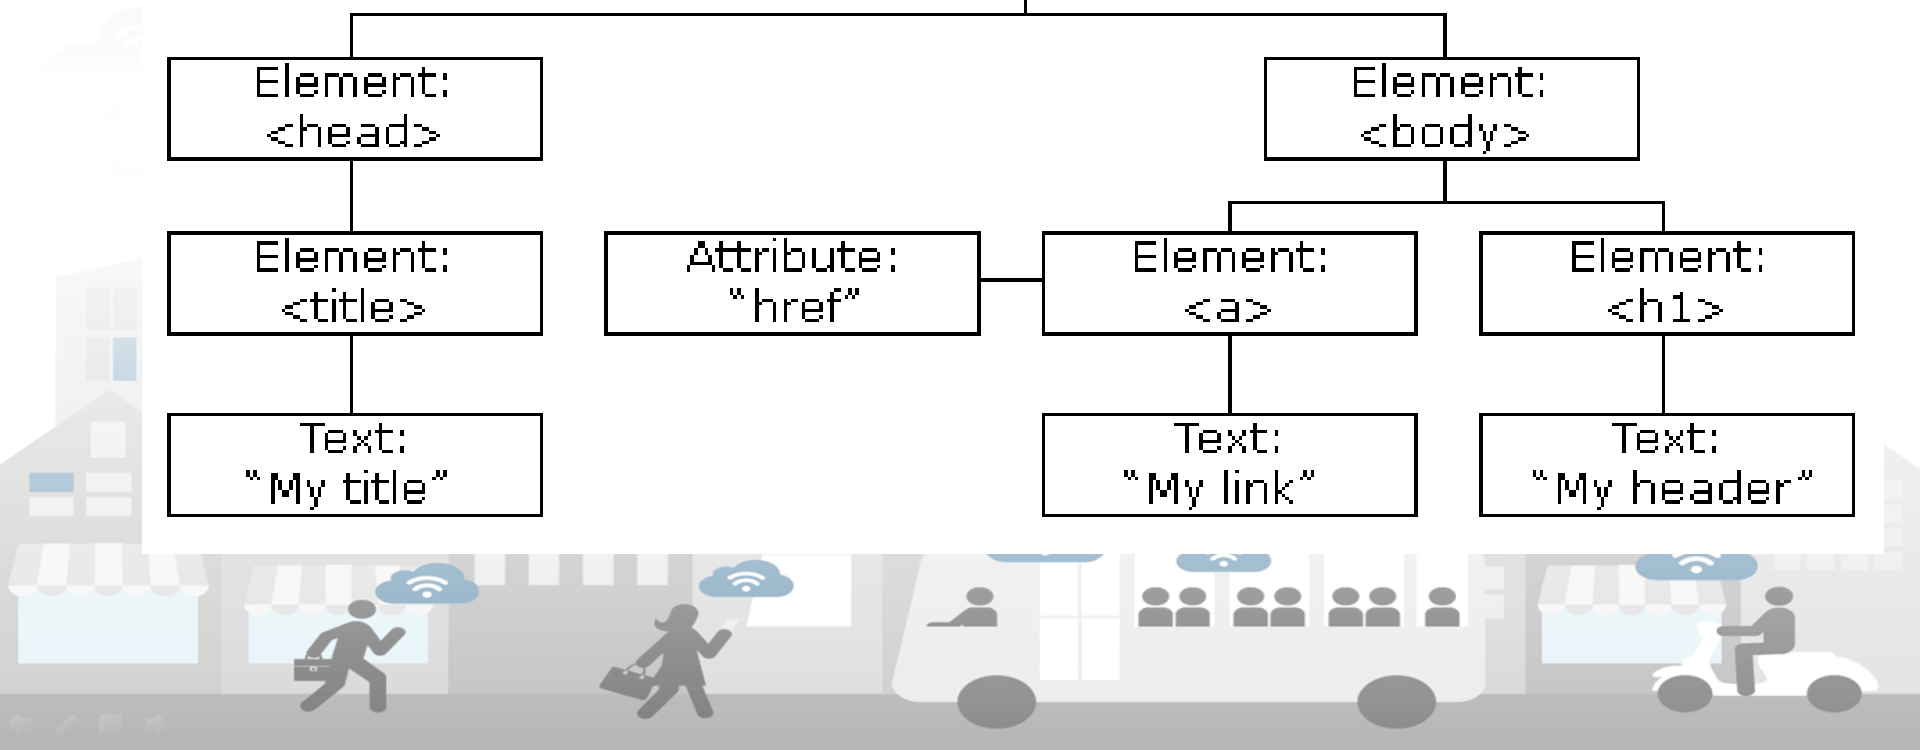 Element:
<head>
Element:
<body>
Element:
<title>
Attribute:
“href”
Element:
<a>
Element:
<h1>
Text:
“My title”
Text:
“My link”
Text:
“My header”